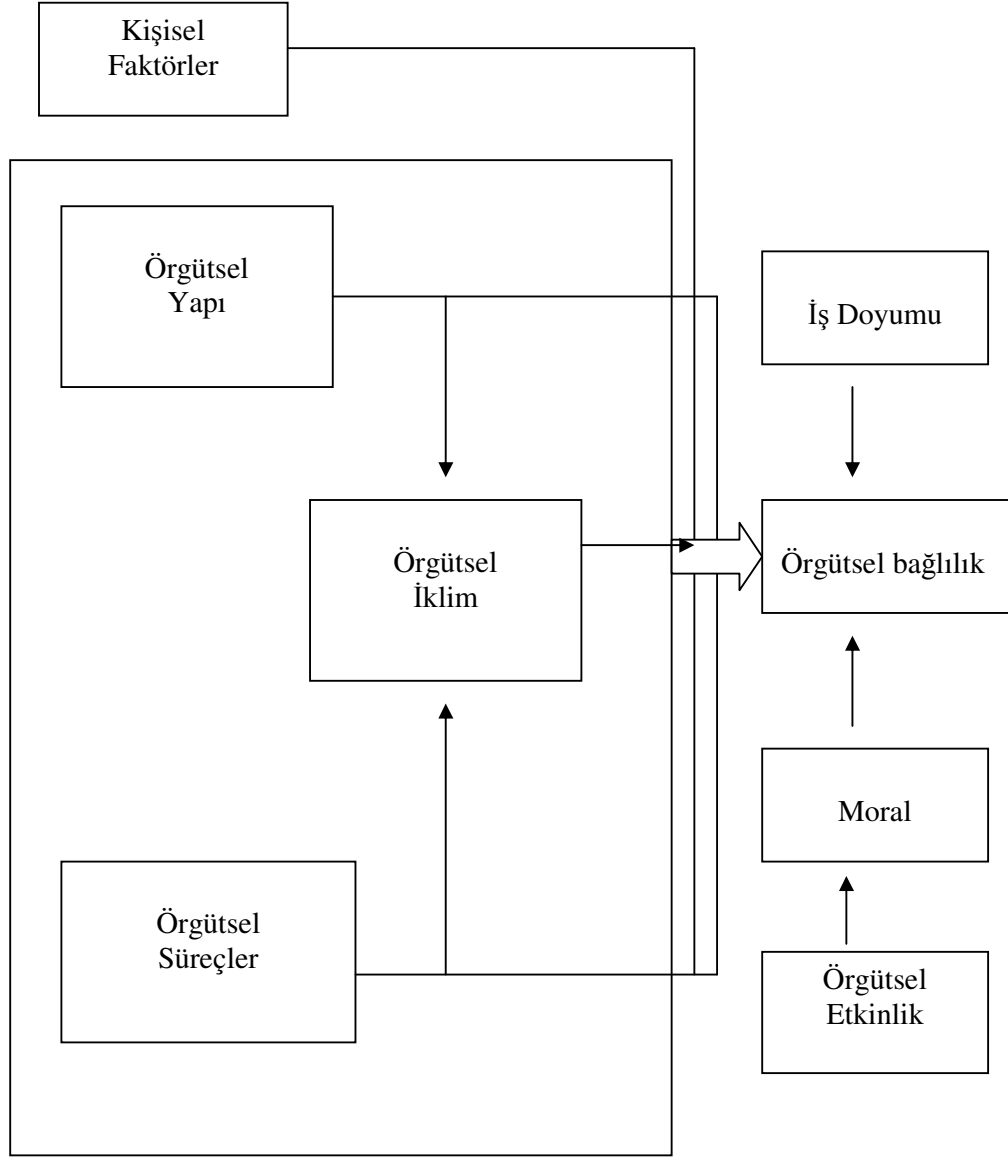 Kişisel
Faktörler
Örgütsel
Yapı
İş Doyumu
Örgütsel
İklim
Örgütsel bağlılık
Moral
Örgütsel
Süreçler
Örgütsel
Etkinlik